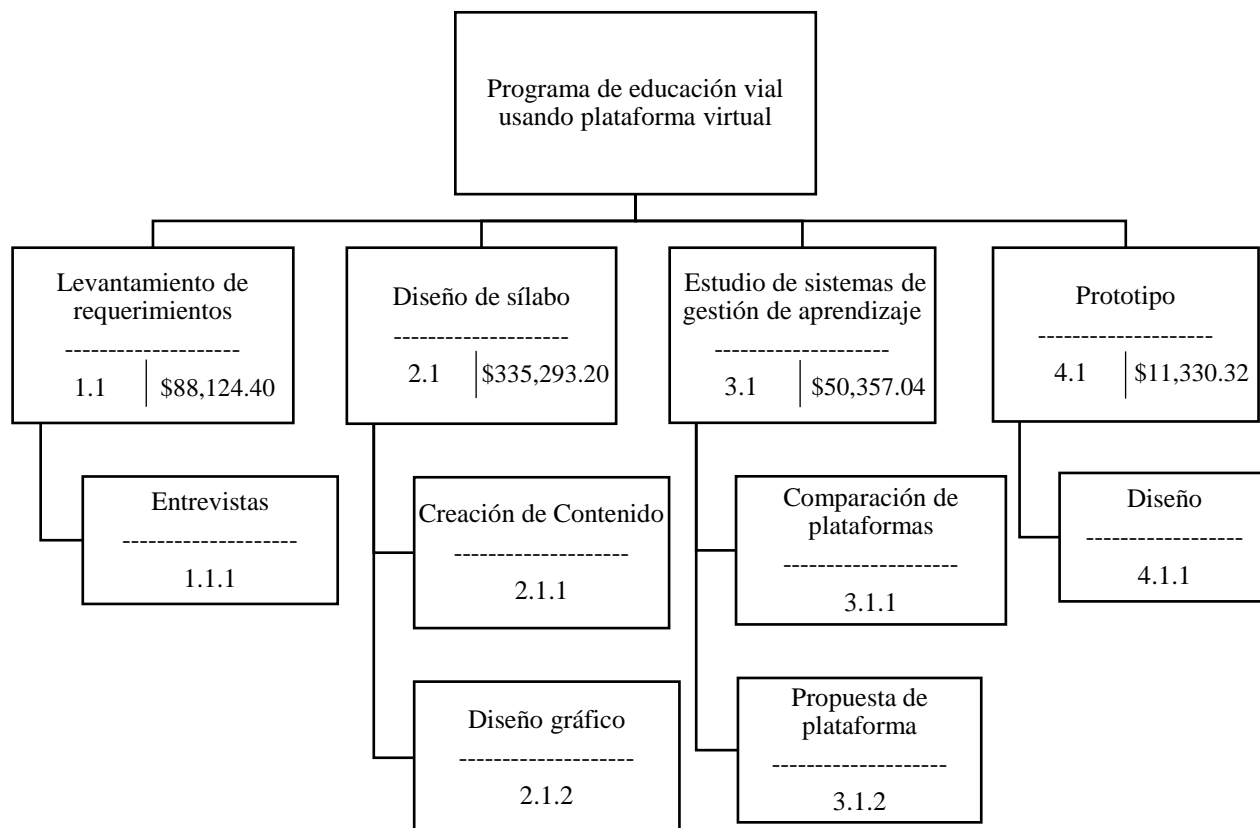 Programa de educación vial
usando plataforma virtual
Levantamiento de
requerimientos
---------------------
1.1 $88,124.40
Diseño de sílabo
---------------------
2.1 $335,293.20
Estudio de sistemas de
gestión de aprendizaje
---------------------
3.1 $50,357.04
Prototipo
---------------------
4.1 $11,330.32
Entrevistas
---------------------
1.1.1
Creación de Contenido
---------------------
2.1.1
Comparación de
plataformas
---------------------
3.1.1
Diseño
-------------------
4.1.1
Diseño gráfico
---------------------
2.1.2
Propuesta de
plataforma
---------------------
3.1.2